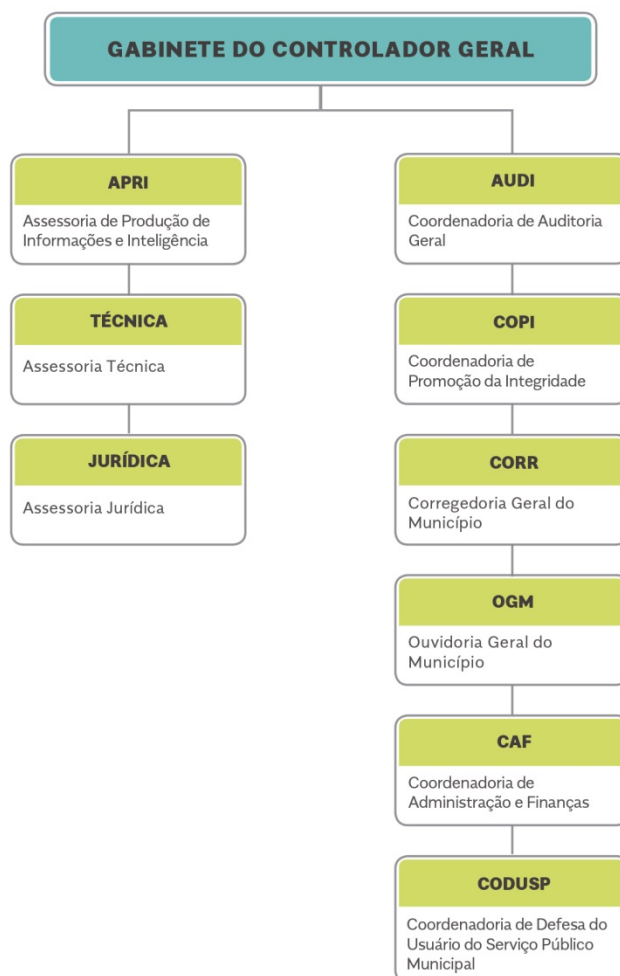 GABINETE DO CONTROLADOR GERAL
APRI
Assessoria de Produção de
Informações e Inteligência
TÉCNICA
Assessoria Técnica
JURÍDICA
Assessoria Jurídica
AUDI
Coordenadoria de Auditoria
Geral
COPI
Coordenadoria de
Promoção da Integridade
CORR
Corregedoria Geral do
Município
OGM
Ouvidoria Geral do
Município
CAF
Coordenadoria de
Administração e Finanças
CODUSP
Coordenadoria de Defesa do
Usuário do Serviço Público
Municipal